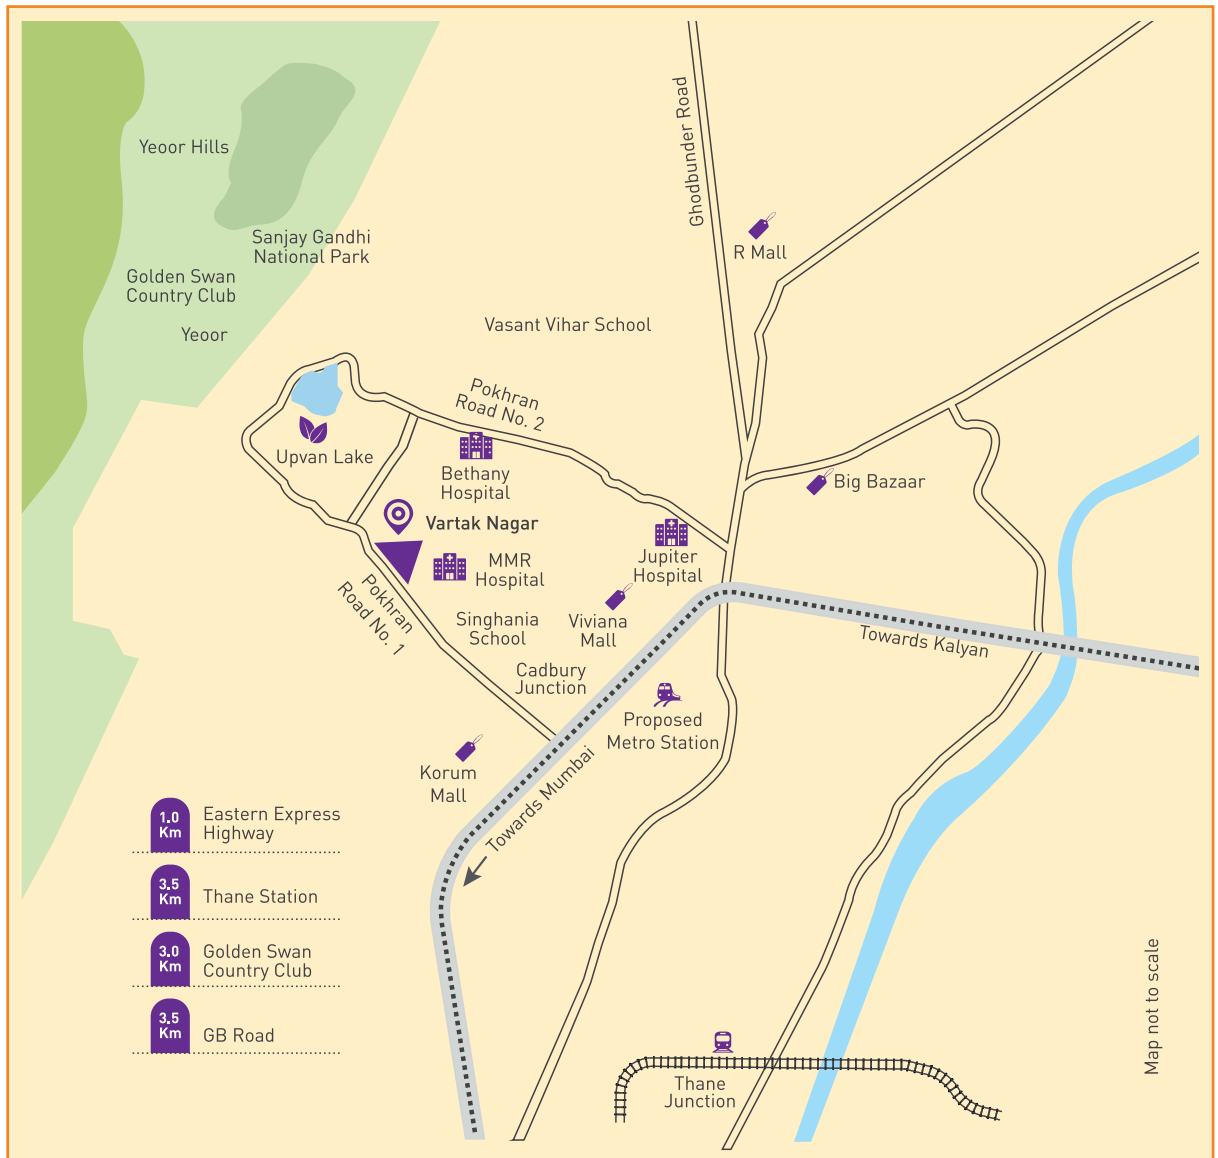 Ghodbunder Road
Yeoor Hills
R Mall
Sanjay Gandhi
National Park
Golden Swan
Country Club
Yeoor
Vasant Vihar School
Pokhran
Road No. 2
Upvan Lake
Bethany
Hospital
Big Bazaar
Vartak Nagar
MMR
Hospital
Jupiter
Hospital
Pokhran
Road No. 1
Singhania
School
Viviana
Mall
Towards Kalyan
Cadbury
Junction
Proposed
Metro Station
Korum
Mall
Towards Mumbai
1.0
Km
Eastern Express
Highway
3.5
Km
Thane Station
3.0
Km
Golden Swan
Country Club
3.5
Km
GB Road
Map not to scale
Thane
Junction